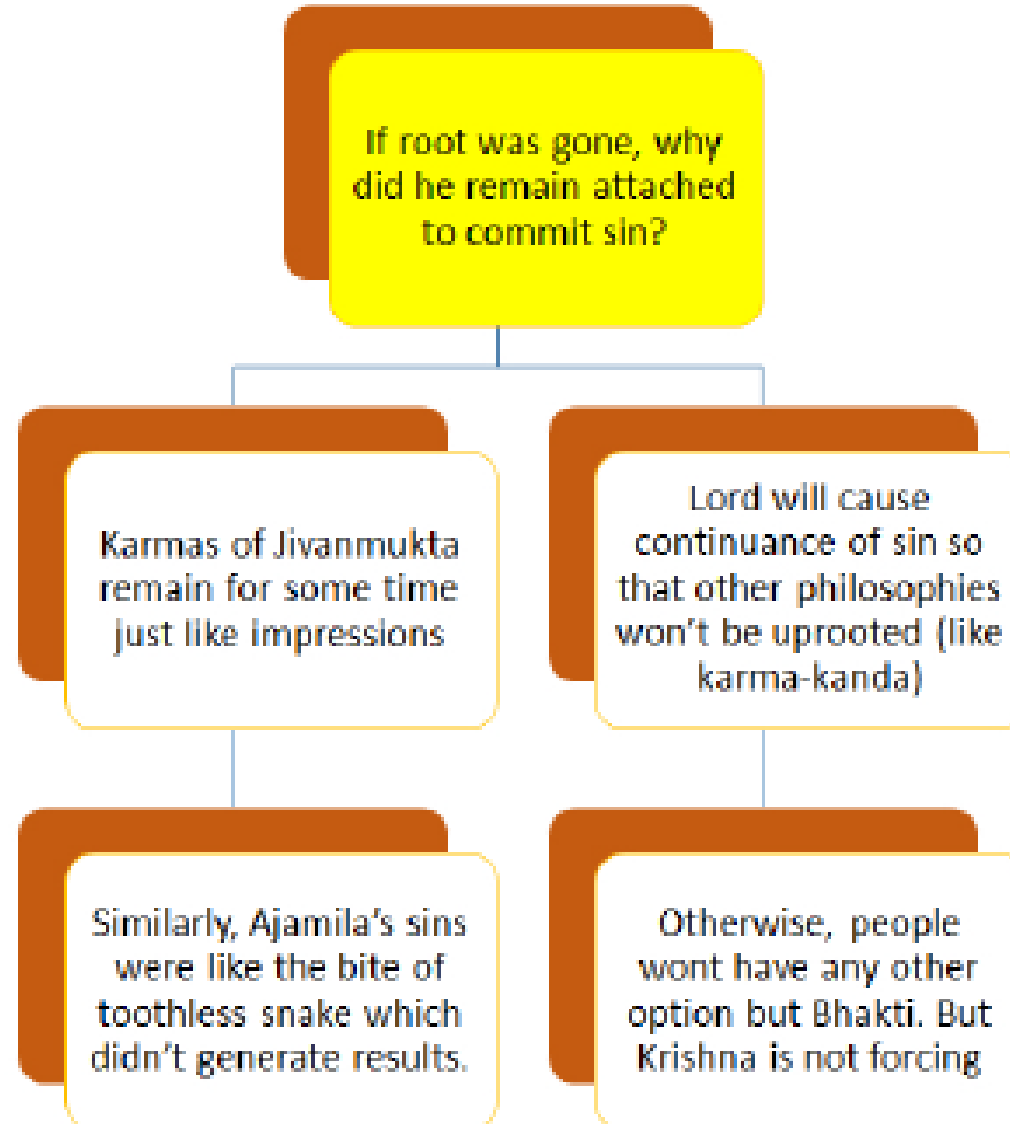 If root was gone, why
did he remain attached
to commit sin?
Karmas of Jivanmukta
remain for some time
just like impressions
Lord will cause
continuance of sin so
that other philosophies
won't be uprooted (like
karma-kanda)
Similarly, Ajamila's sins
were like the bite of
toothless snake which
didn't generate results.
Otherwise, people
wont have any other
option but Bhakti. But
Krishna is not forcing